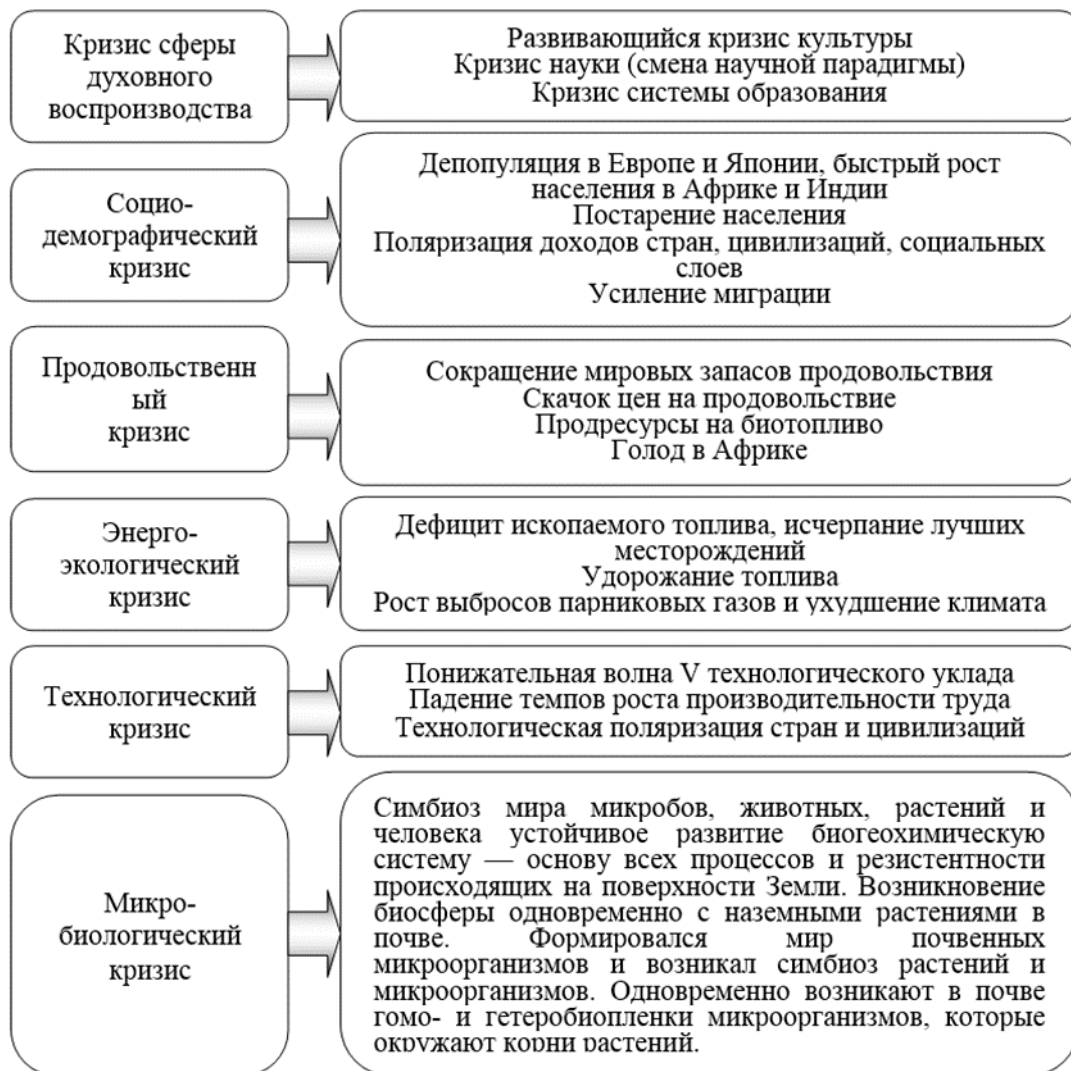 Кризис сферы
духовного
воспроизводства
Развивающийся кризис культуры
Кризис науки (смена научной парадигмы)
Кризис системы образования
Социо-
демографический
кризис
Депопуляция в Европе и Японии, быстрый рост
населения в Африке и Индии
Постарение населения
Поляризация доходов стран, цивилизаций, социальных
слоев
Усиление миграции
Продовольственн
ый
кризис
Сокращение мировых запасов продовольствия
Скачок цен на продовольствие
Продресурсы на биотопливо
Голод в Африке
Энерго-
экологический
кризис
Дефицит ископаемого топлива, исчерпание лучших
месторождений
Удорожание топлива
Рост выбросов парниковых газов и ухудшение климата
Технологический
кризис
Понижательная волна V технологического уклада
Падение темпов роста производительности труда
Технологическая поляризация стран и цивилизаций
Микро-
биологический
кризис
Симбиоз мира микробов, животных, растений и
человека устойчивое развитие биогеохимическую
систему — основу всех процессов и резистентности
происходящих на поверхности Земли. Возникновение
биосферы одновременно с наземными растениями в
почве. Формировался мир почвенных
микроорганизмов и возникал симбиоз растений и
микроорганизмов. Одновременно возникают в почве
гомо- и гетеробиопленки микроорганизмов, которые
окружают корни растений.